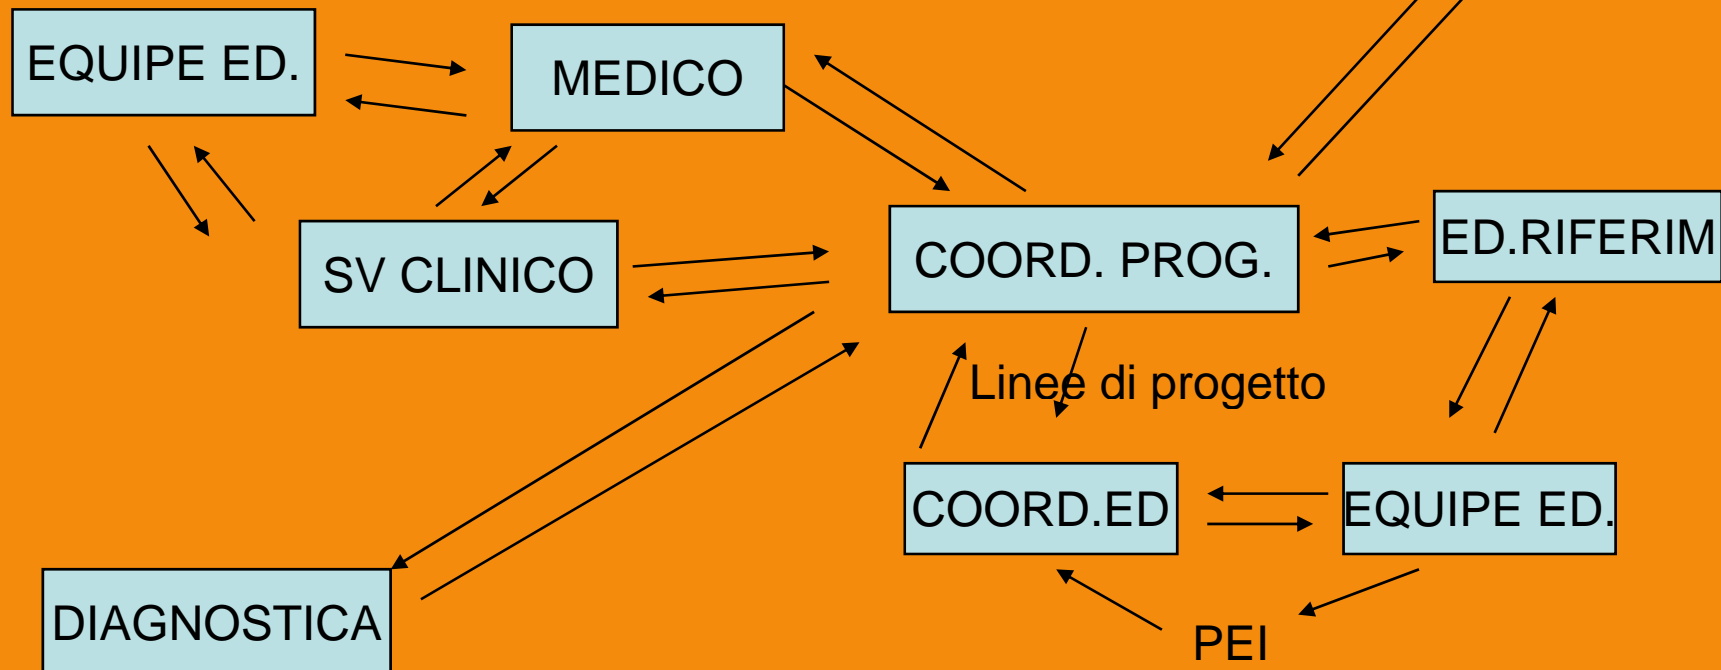 EQUIPE ED.
MEDICO
SV CLINICO
COORD. PROG.
ED.RIFERIM
Linee di progetto
COORD.ED
EQUIPE ED.
DIAGNOSTICA
PEI